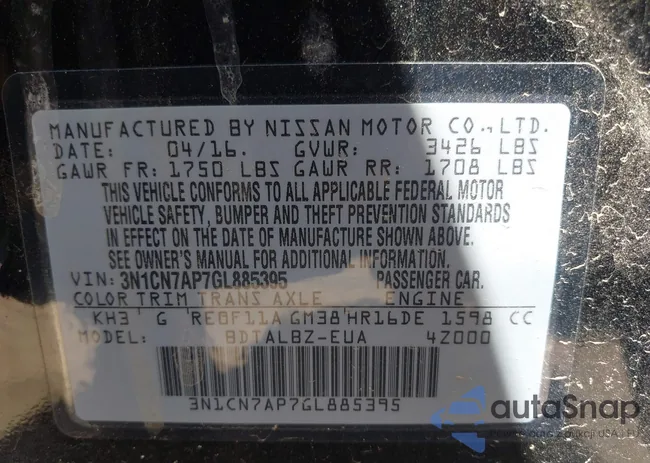 MANUFACTURED BY NISSAN MOTOR CO., LTD.
DATE: 04/16. GVWR: 3426 LBS
GAWR FR: 1750 LBS GAWR RR: 1708 LBS
THIS VEHICLE CONFORMS TO ALL APPLICABLE FEDERAL MOTOR
VEHICLE SAFETY, BUMPER AND THEFT PREVENTION STANDARDS
IN EFFECT ON THE DATE OF MANUFACTURE SHOWN ABOVE.
SEE OWNER'S MANUAL FOR ADDITIONAL INFORMATION.
VIN: 3N1CN7AP7GL885395 PASSENGER CAR.
COLOR TRIM TRANS AXLE ENGINE
KH3 G RE0F11A GM38 HR16DE 1598 CC
MODEL: BDTALBZ-EUA 4Z000
3N1CN7AP7GL885395
autoSnap